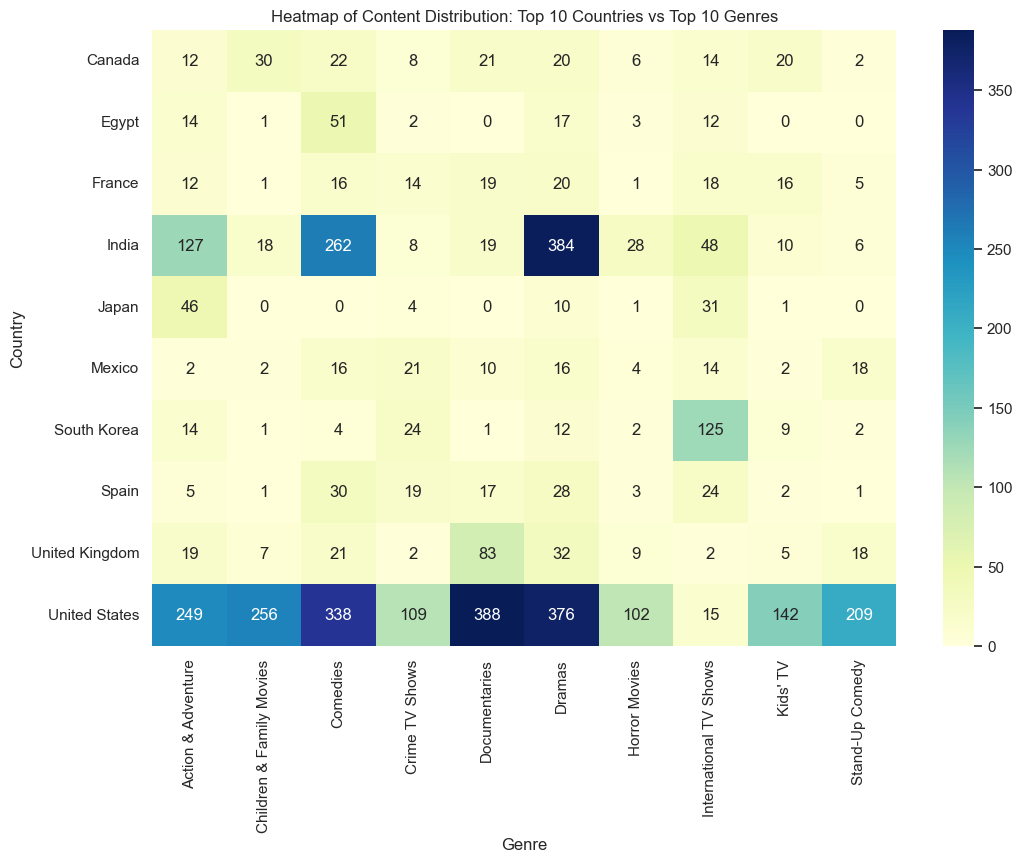 Heatmap of Content Distribution: Top 10 Countries vs Top 10 Genres
Country
Canada 12 30 22 8 21 20 6 14 20 2
Egypt 14 1 51 2 0 17 3 12 0 0
France 12 1 16 14 19 20 1 18 16 5
India 127 18 262 8 19 384 28 48 10 6
Japan 46 0 0 4 0 10 1 31 1 0
Mexico 2 2 16 21 10 16 4 14 2 18
South Korea 14 1 4 24 1 12 2 125 9 2
Spain 5 1 30 19 17 28 3 24 2 1
United Kingdom 19 7 21 2 83 32 9 2 5 18
United States 249 256 338 109 388 376 102 15 142 209
Action & Adventure
Children & Family Movies
Comedies
Crime TV Shows
Documentaries
Dramas
Horror Movies
International TV Shows
Kids' TV
Stand-Up Comedy
Genre
350
300
250
200
150
100
50
0